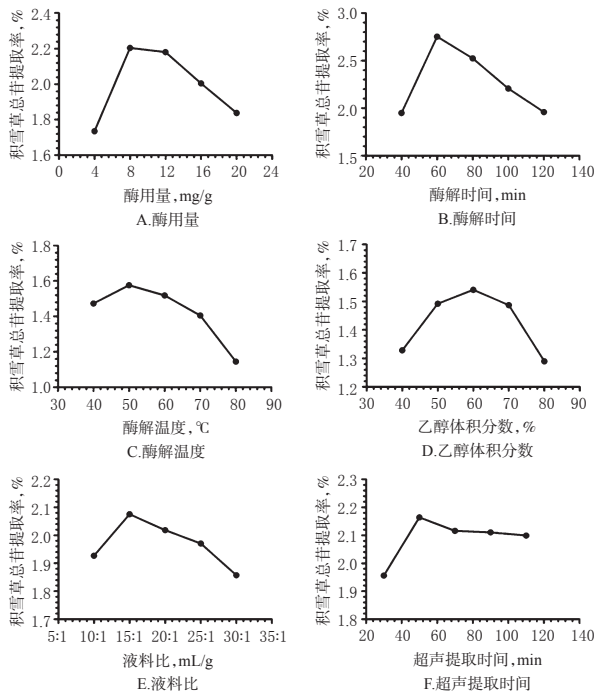 积雪草总苷提取率, %
2.4
2.2
2.0
1.8
1.6
0 4 8 12 16 20 24
酶用量,mg/g
A.酶用量
积雪草总苷提取率, %
3.0
2.5
2.0
1.5
20 40 60 80 100 120 140
酶解时间,min
B.酶解时间
积雪草总苷提取率, %
1.8
1.6
1.4
1.2
1.0
30 40 50 60 70 80 90
酶解温度,℃
C.酶解温度
积雪草总苷提取率, %
1.7
1.6
1.5
1.4
1.3
1.2
30 40 50 60 70 80 90
乙醇体积分数, %
D.乙醇体积分数
积雪草总苷提取率, %
2.2
2.1
2.0
1.9
1.8
1.7
5∶1 10∶1 15∶1 20∶1 25∶1 30∶1 35∶1
液料比,mL/g
E.液料比
积雪草总苷提取率, %
2.3
2.2
2.1
2.0
1.9
1.8
20 40 60 80 100 120 140
超声提取时间,min
F.超声提取时间